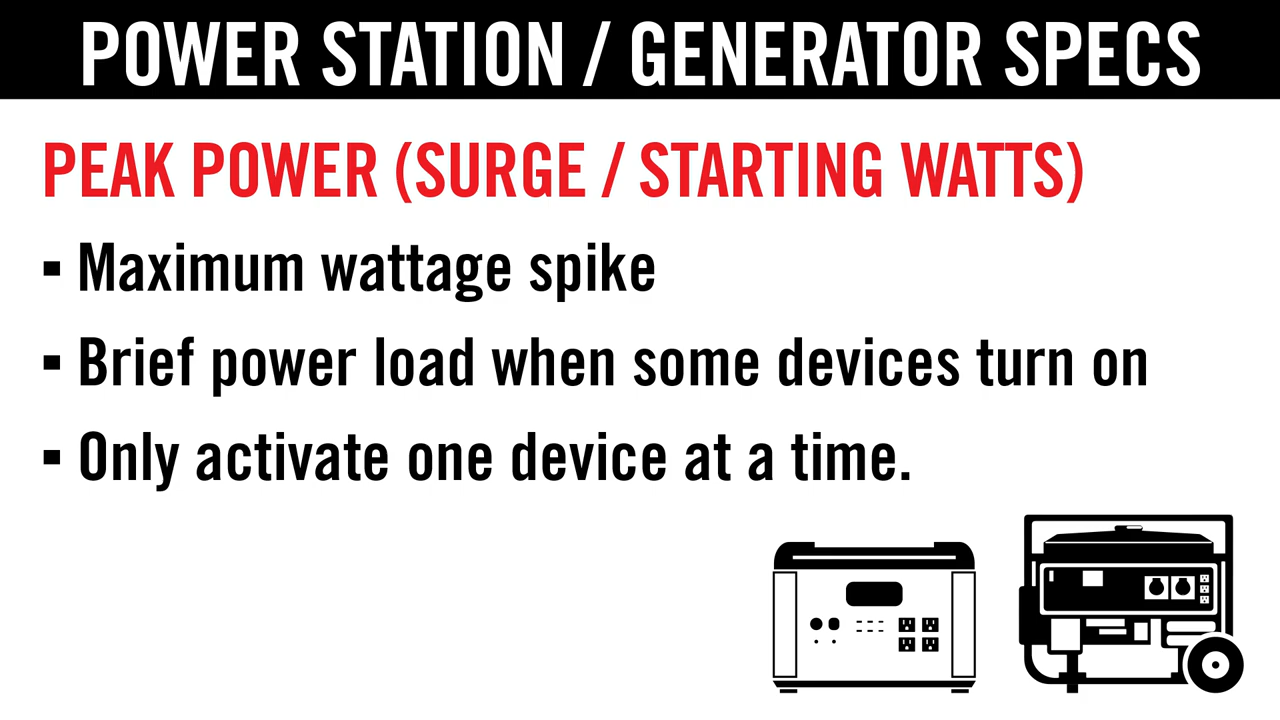 POWER STATION / GENERATOR SPECS
PEAK POWER (SURGE / STARTING WATTS)
▪ Maximum wattage spike
▪ Brief power load when some devices turn on
▪ Only activate one device at a time.